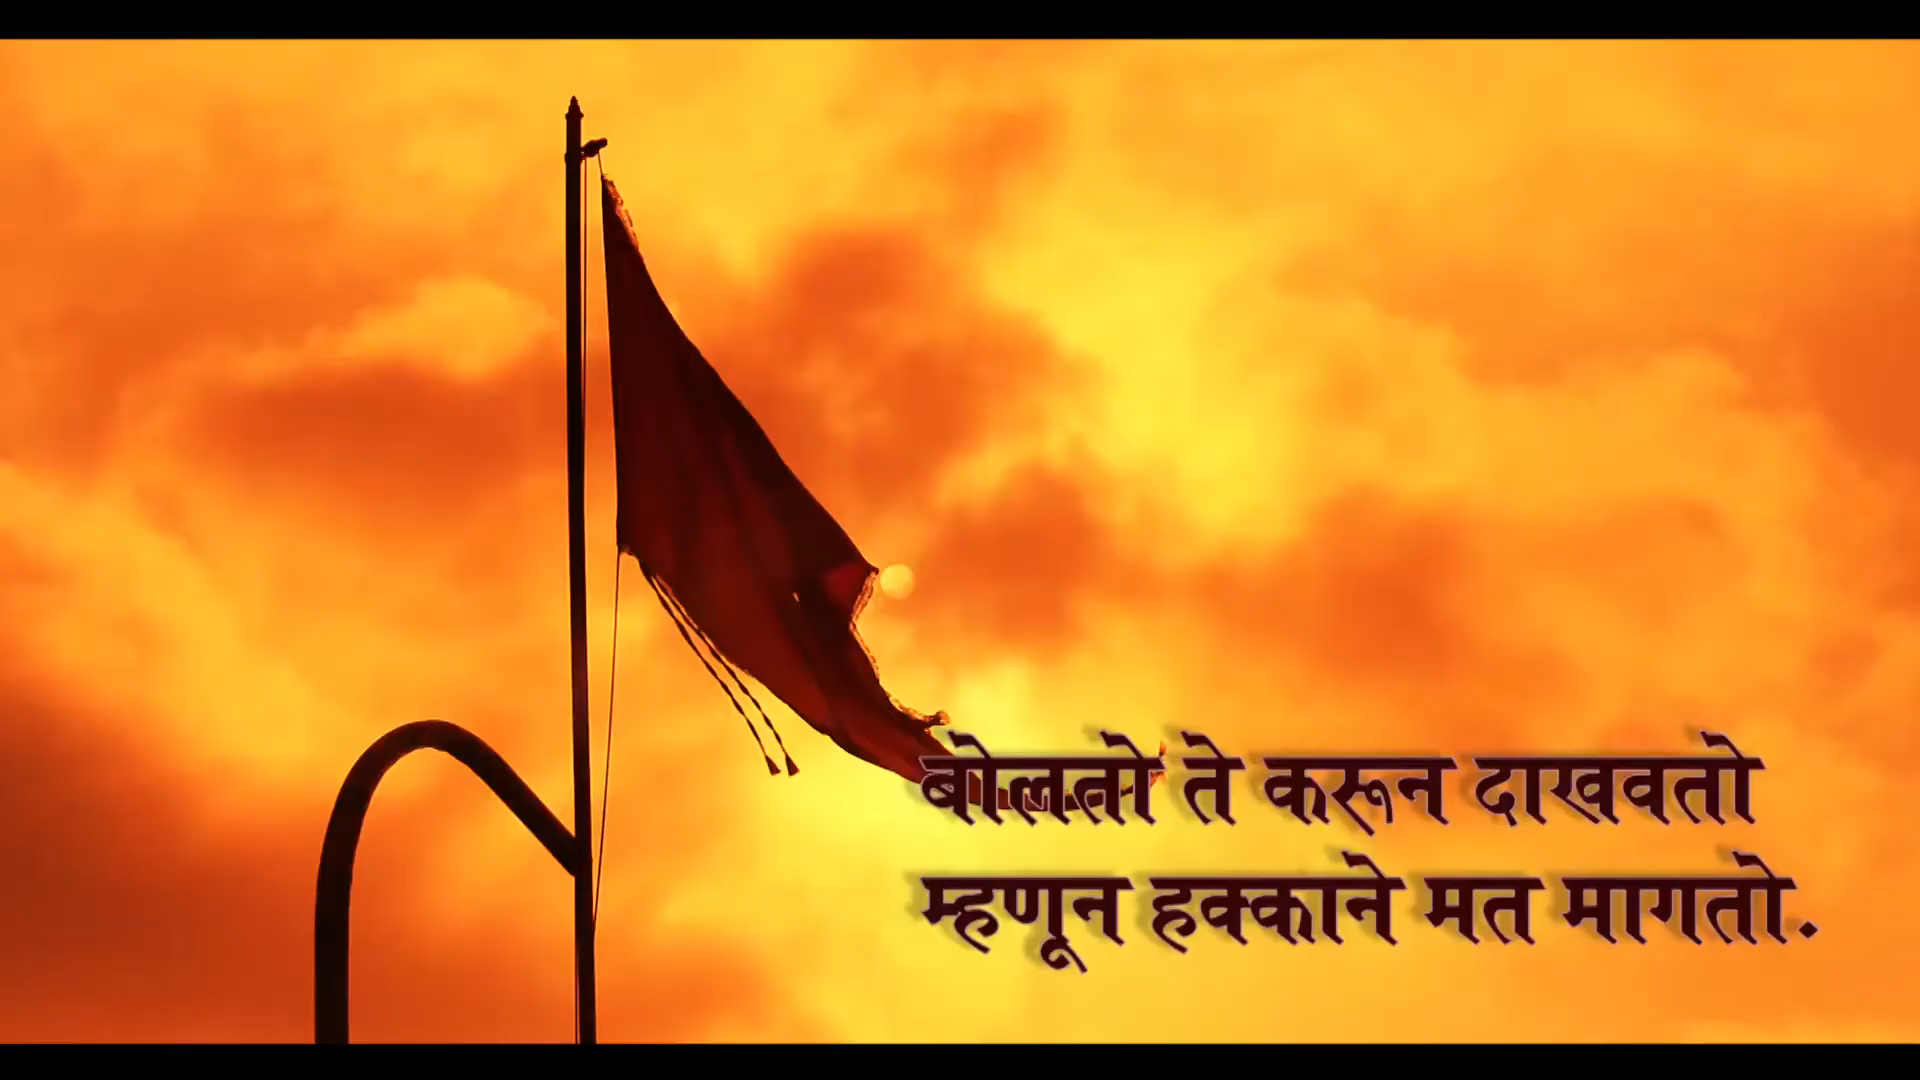 बोलतो ते करून दाखवतो
म्हणून हक्काने मत मागतो.